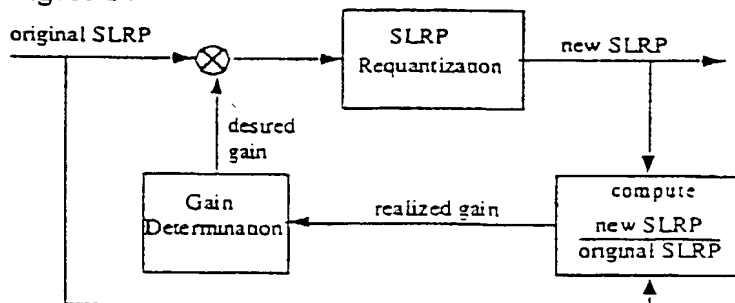 original SLRP
SLRP
Requantization
new SLRP
desired
gain
Gain
Determination
realized gain
compute
new SLRP
original SLRP